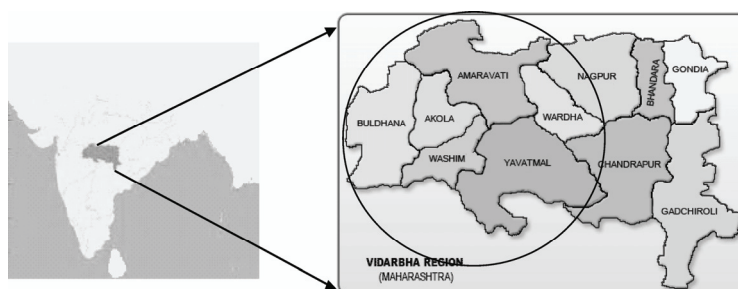 AMARAVATI
NAGPUR
BHANDARA
GONDIA
BULDHANA
AKOLA
WARDHA
WASHIM
YAVATMAL
CHANDRAPUR
GADCHIROLI
VIDARBHA REGION
(MAHARASHTRA)